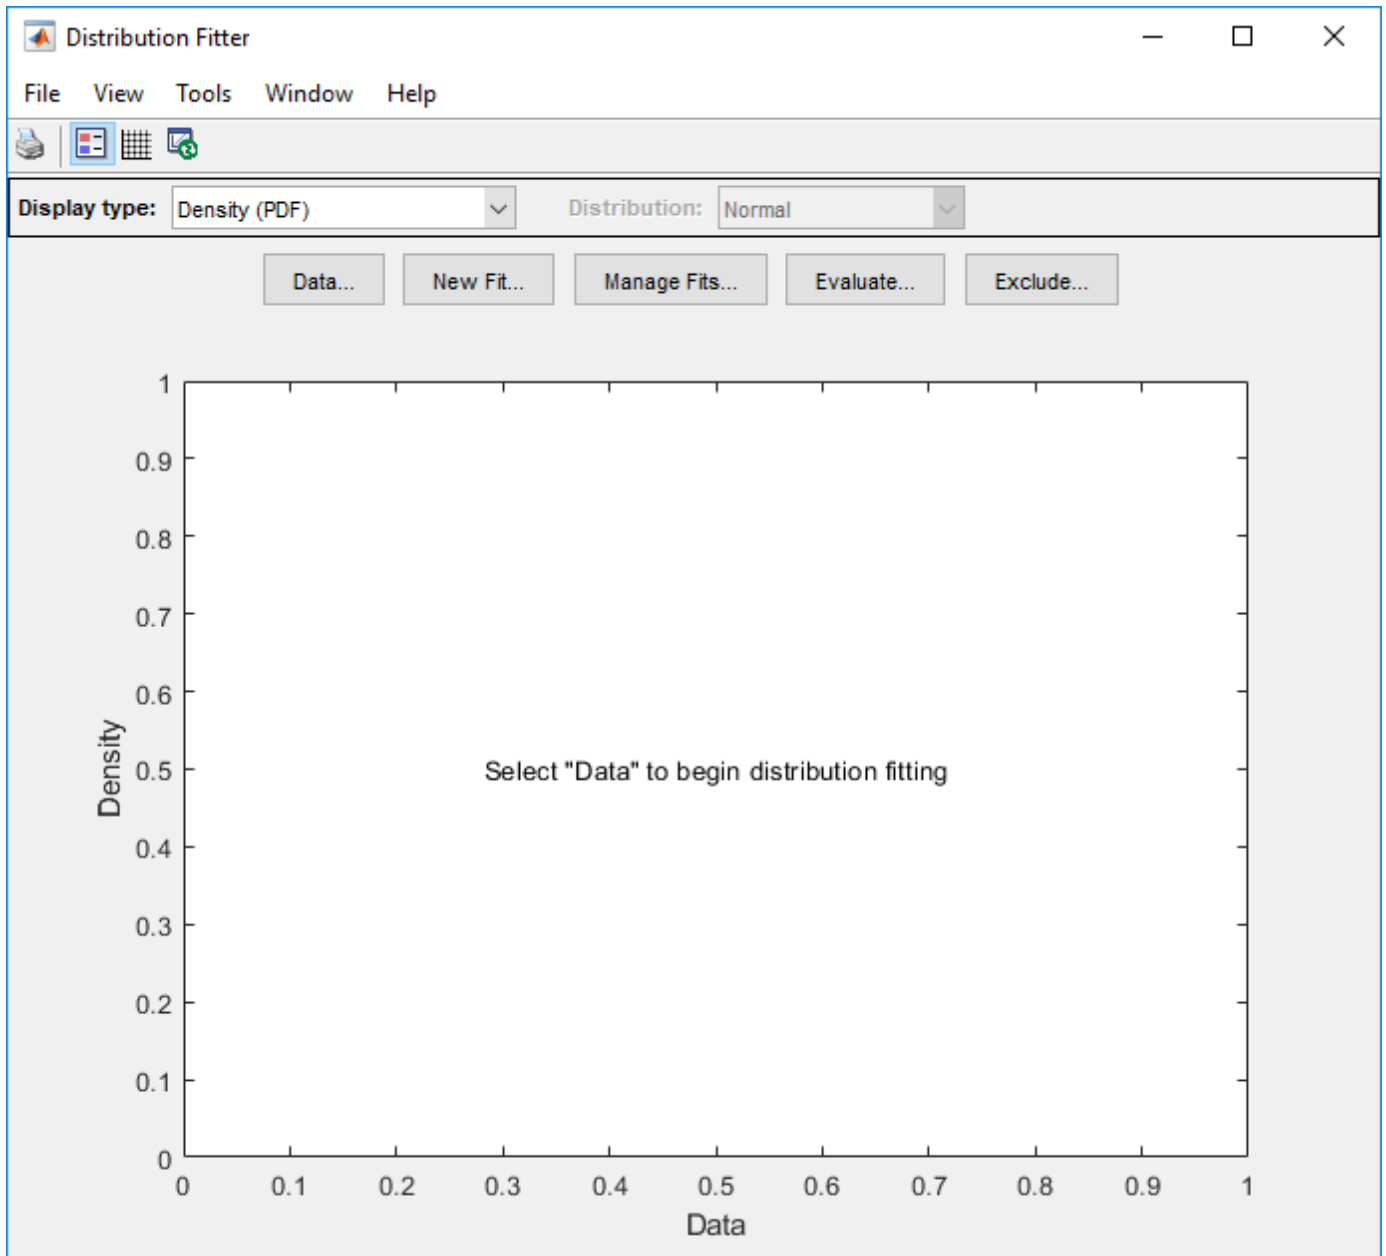 Distribution Fitter
File View Tools Window Help
Display type: Density (PDF) Distribution: Normal
Data... New Fit... Manage Fits... Evaluate... Exclude...
1
0.9
0.8
0.7
0.6
0.5
0.4
0.3
0.2
0.1
0
Density
Select "Data" to begin distribution fitting
0 0.1 0.2 0.3 0.4 0.5 0.6 0.7 0.8 0.9 1
Data